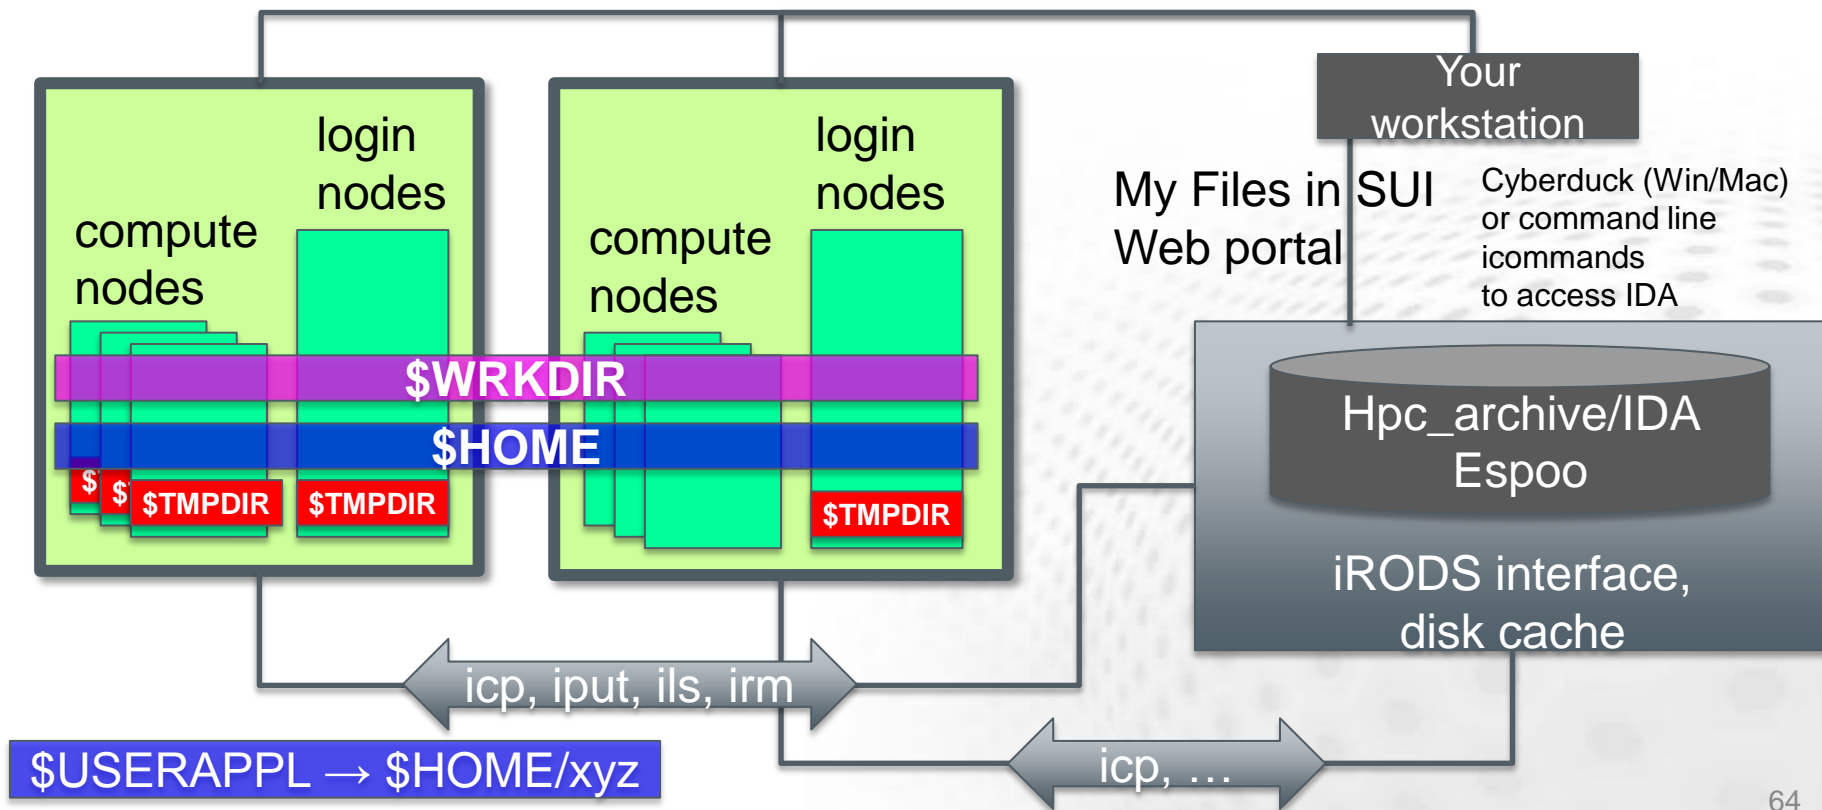 login
nodes
compute
nodes
login
nodes
compute
nodes
Your
workstation
My Files in SUI
Web portal
Cyberduck (Win/Mac)
or command line
icommands
to access IDA
$WRKDIR
$HOME
$
$
$TMPDIR
$TMPDIR
$TMPDIR
Hpc_archive/IDA
Espoo
iRODS interface,
disk cache
icp, iput, ils, irm
icp, …
$USERAPPL → $HOME/xyz
64